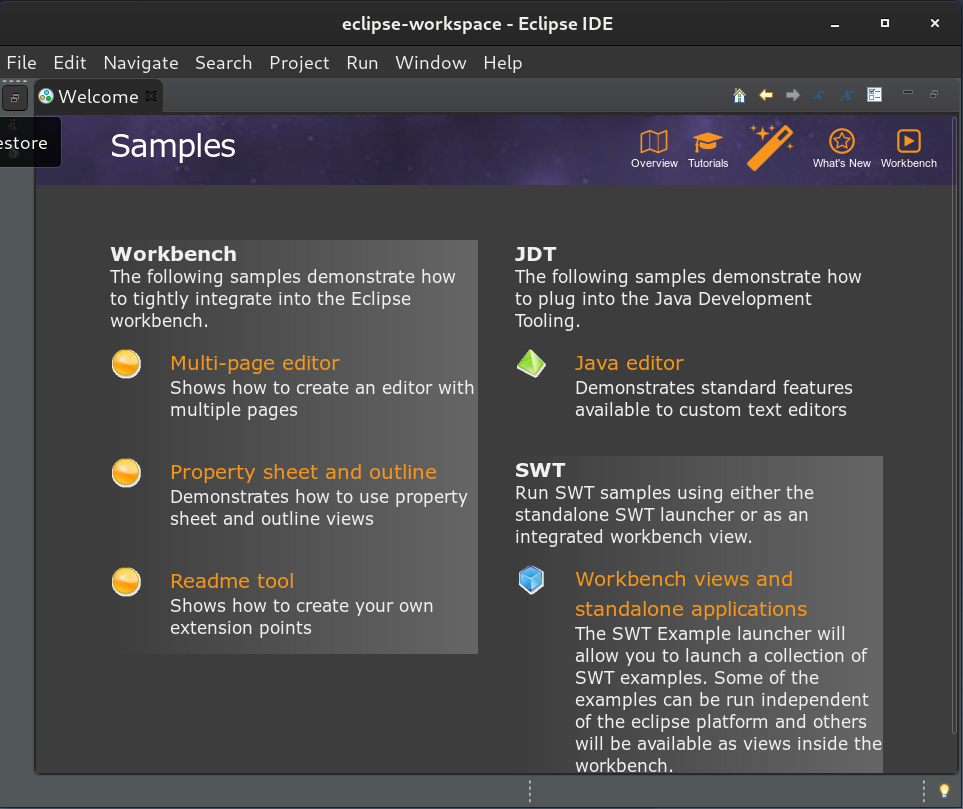 eclipse-workspace - Eclipse IDE
File Edit Navigate Search Project Run Window Help
Welcome
estore
Samples
Overview Tutorials What's New Workbench
Workbench
The following samples demonstrate how
to tightly integrate into the Eclipse
workbench.
Multi-page editor
Shows how to create an editor with
multiple pages
Property sheet and outline
Demonstrates how to use property
sheet and outline views
Readme tool
Shows how to create your own
extension points
JDT
The following samples demonstrate how
to plug into the Java Development
Tooling.
Java editor
Demonstrates standard features
available to custom text editors
SWT
Run SWT samples using either the
standalone SWT launcher or as an
integrated workbench view.
Workbench views and
standalone applications
The SWT Example launcher will
allow you to launch a collection of
SWT examples. Some of the
examples can be run independent
of the eclipse platform and others
will be available as views inside the
workbench.